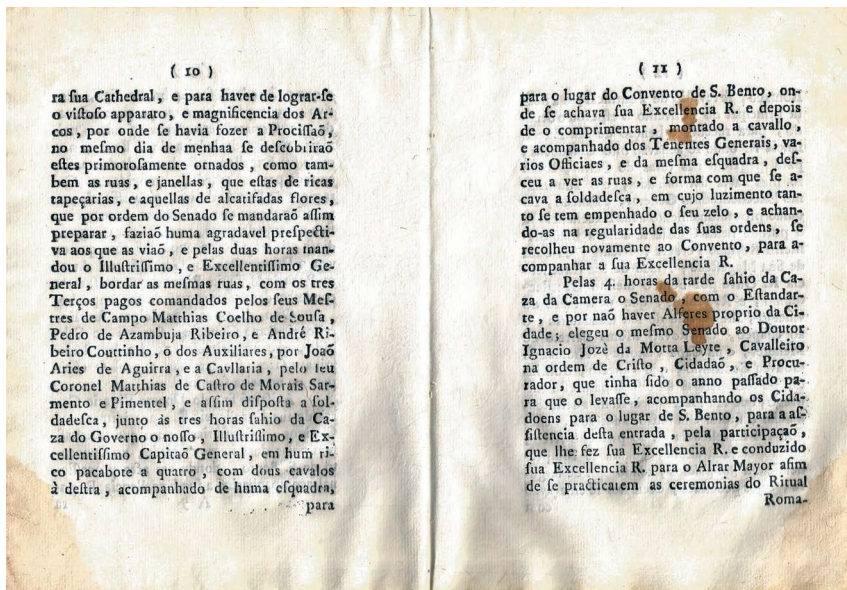 ( 10 )
ra ſua Cathedral, e para haver de lograr-ſe
o viſtoſo apparato, e magnificencia dos Ar-
cos, por onde ſe havia fozer a Prociſſaõ,
no meſmo dia de menhaa ſe deſcobriraõ
eſtes primoroſamente ornados, como tam-
bem as ruas, e janellas, que eſtas de ricas
tapeçarias, e aquellas de alcatifadas flores,
que por ordem do Senado ſe mandaraõ aſſim
preparar, faziaõ huma agradavel preſpecti-
va aos que as viaõ, e pelas duas horas man-
dou o Illuſtriſſimo, e Excellentiſſimo Ge-
neral, bordar as meſmas ruas, com os tres
Terços pagos comandados pelos ſeus Meſ-
tres de Campo Matthias Coelho de Souſa,
Pedro de Azambuja Ribeiro, e André Ri-
beiro Couttinho, o dos Auxiliares, por Joaõ
Aries de Aguirra, e a Cavllaria, pelo ſeu
Coronel Matthias de Caſtro de Morais Sar-
mento e Pimentel, e aſſim diſpoſta a ſol-
dadeſca, junto às tres horas ſahio da Ca-
za do Governo o noſſo, Illuſtriſſimo, e Ex-
cellentiſſimo Capitaõ General, em hum ri-
co pacabote a quatro, com dous cavalos
à deſtra, acompanhado de huma eſquadra,
para
( 11 )
para o lugar do Convento de S. Bento, on-
de ſe achava ſua Excellencia R. e depois
de o comprimentar, montado a cavallo,
e acompanhado dos Tenentes Generais, va-
rios Officiaes, e da meſma eſquadra, deſ-
ceu a ver as ruas, e forma com que ſe a-
cava a ſoldadeſca, em cujo luzimento tan-
to ſe tem empenhado o ſeu zelo, e achan-
do-as na regularidade das ſuas ordens, ſe
recolheu novamente ao Convento, para a-
companhar a ſua Excellencia R.
Pelas 4. horas da tarde ſahio da Ca-
za da Camera o Senado, com o Eſtandar-
te, e por naõ haver Alferes proprio da Ci-
dade; elegeu o meſmo Senado ao Doutor
Ignacio Jozè da Motta Leyte, Cavalleiro
na ordem de Criſto, Cidadaõ, e Procu-
rador, que tinha ſido o anno paſſado pa-
ra que o levaſſe, acompanhando os Cida-
doens para o lugar de S. Bento, para a aſ-
ſiſtencia deſta entrada, pela participaçaõ,
que lhe fez ſua Excellencia R. e conduzido
ſua Excellencia R. para o Alrar Mayor afim
de ſe practicarem as ceremonias do Ritual
Roma-